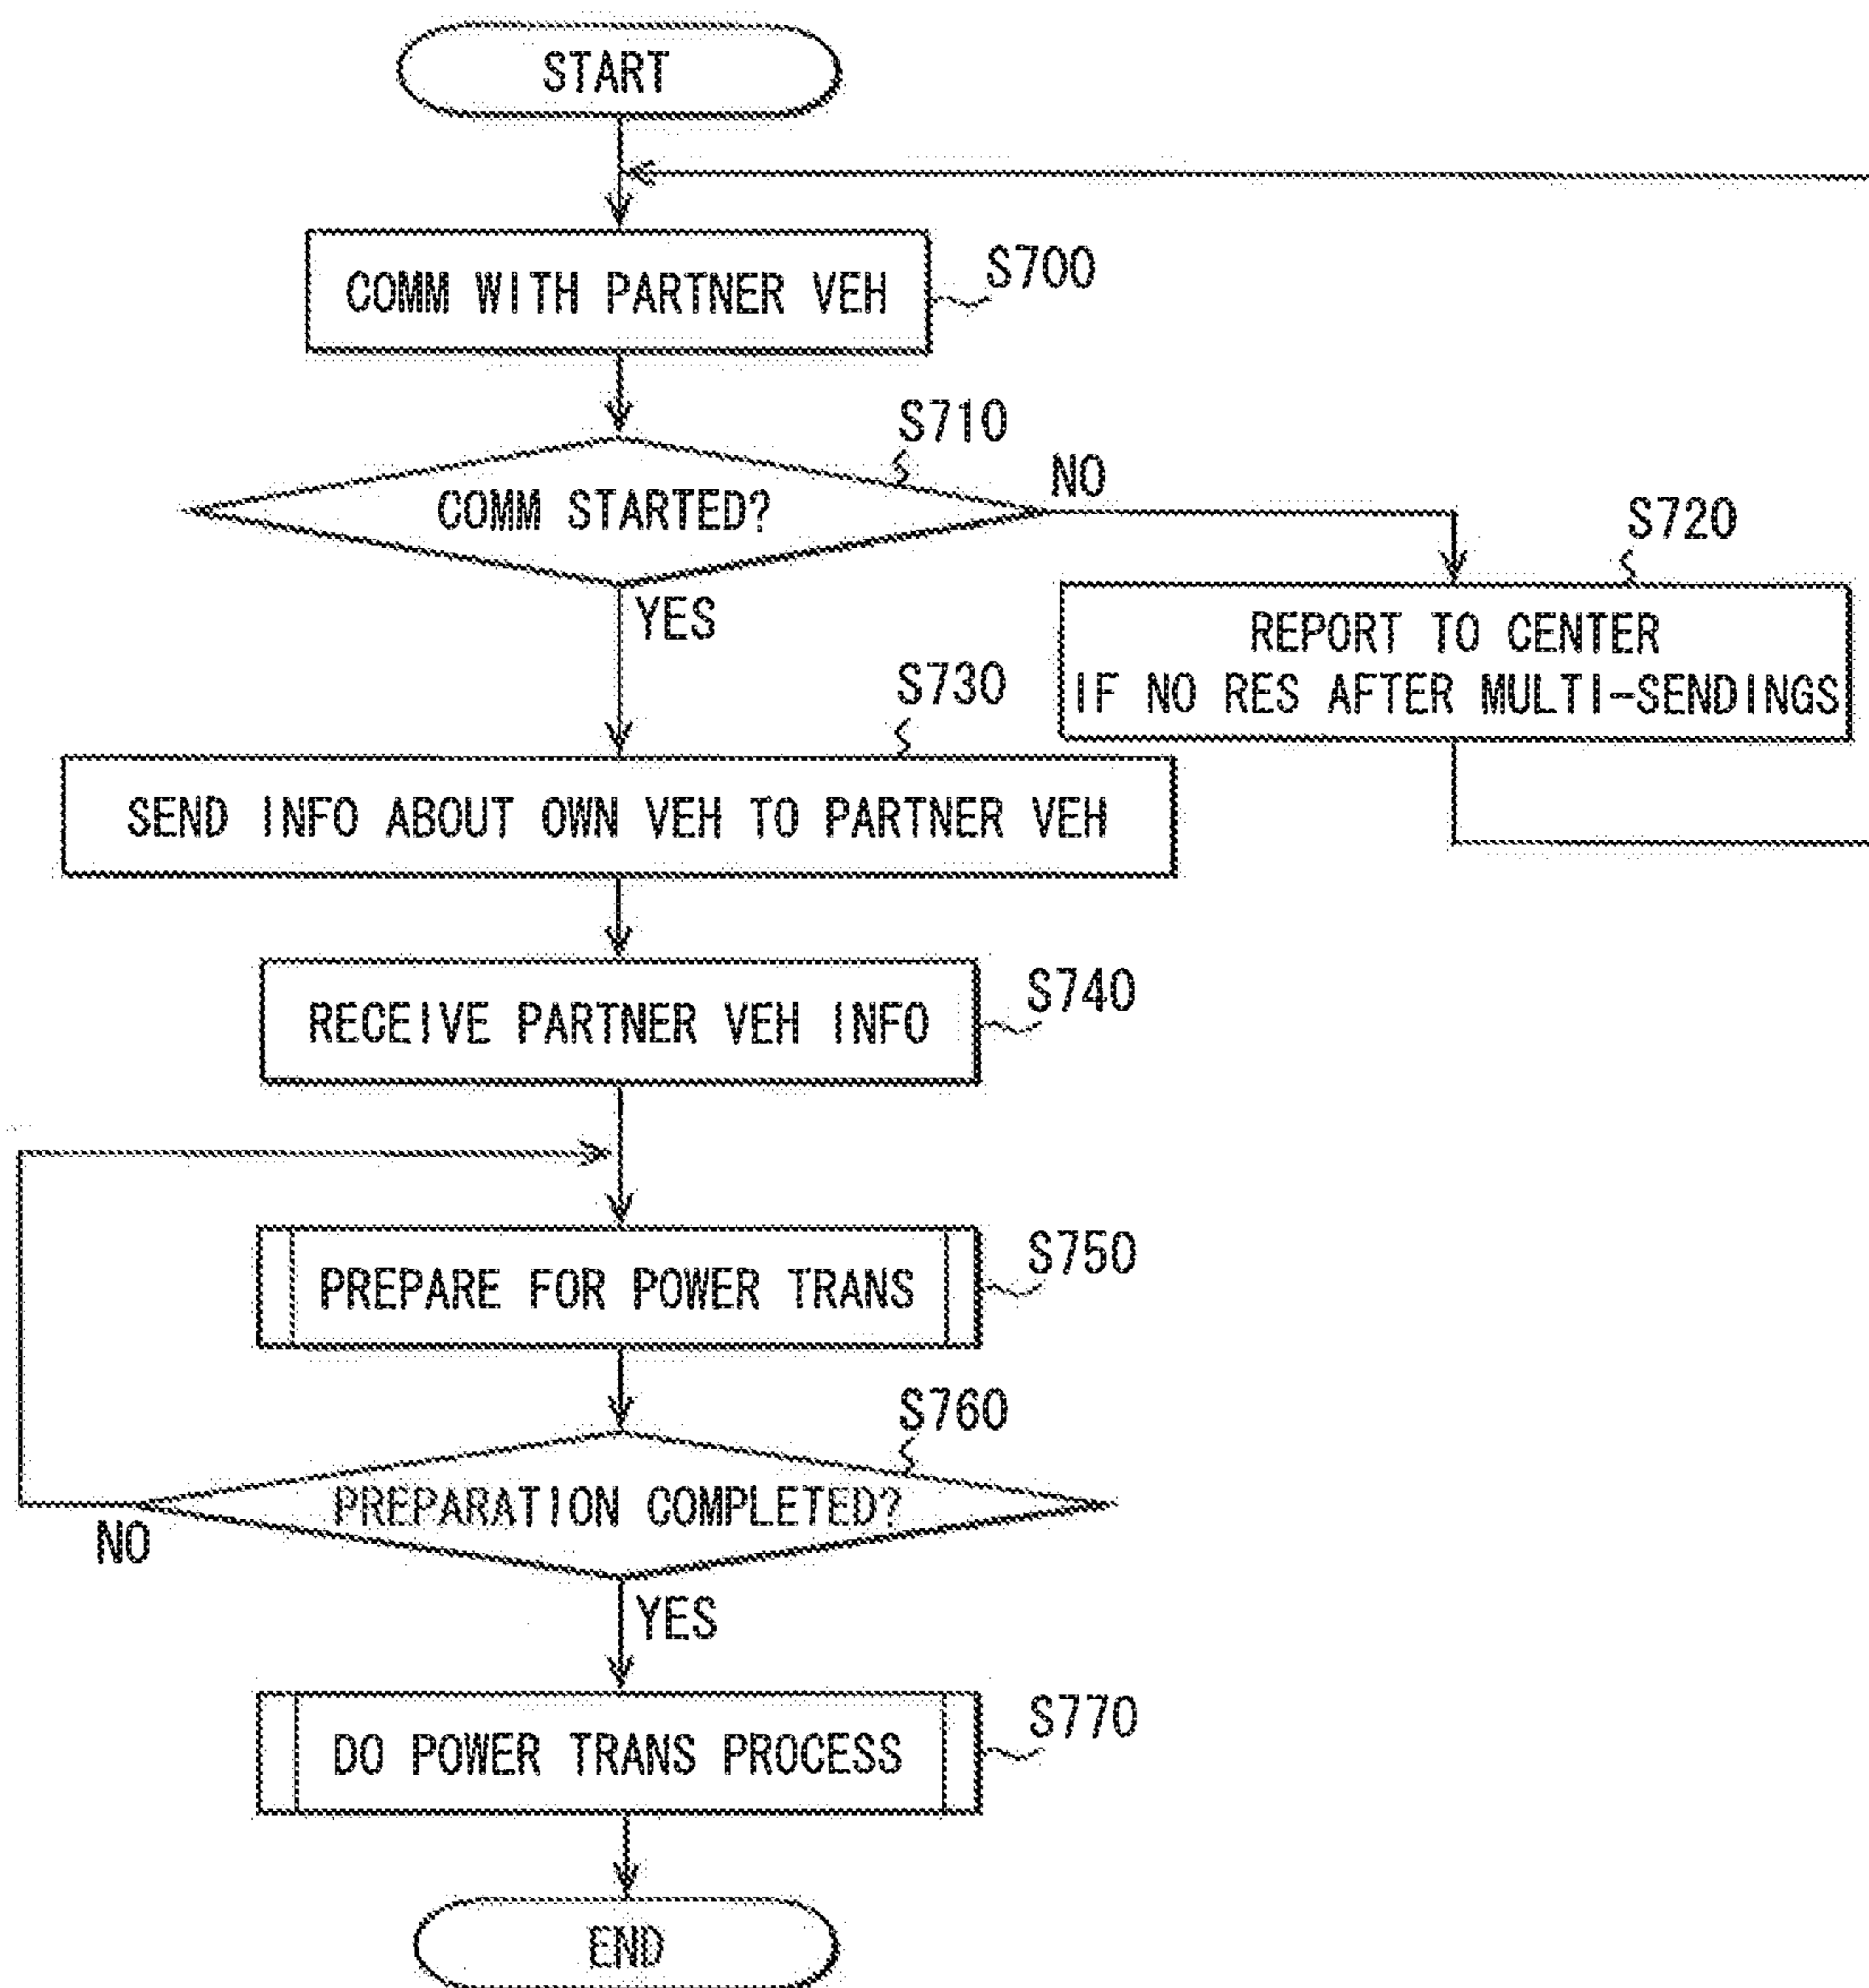 START
COMM WITH PARTNER VEH
S700
S710
COMM STARTED?
NO
YES
S720
REPORT TO CENTER
IF NO RES AFTER MULTI-SENDINGS
S730
SEND INFO ABOUT OWN VEH TO PARTNER VEH
RECEIVE PARTNER VEH INFO
S740
PREPARE FOR POWER TRANS
S750
S760
PREPARATION COMPLETED?
NO
YES
DO POWER TRANS PROCESS
S770
END